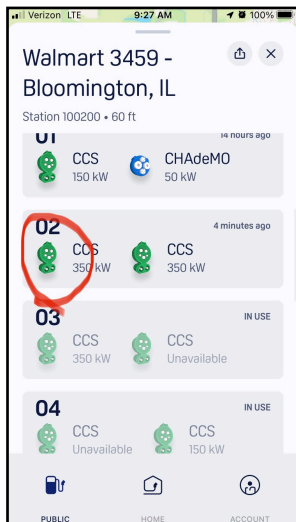 Verizon LTE 9:27 AM 100%
Walmart 3459 -
Bloomington, IL
Station 100200 • 60 ft
01 14 hours ago
CCS CHAdeMO
150 kW 50 kW
02 4 minutes ago
CCS CCS
350 kW 350 kW
03 IN USE
CCS CCS
350 kW Unavailable
04 IN USE
CCS CCS
Unavailable 150 kW
PUBLIC HOME ACCOUNT